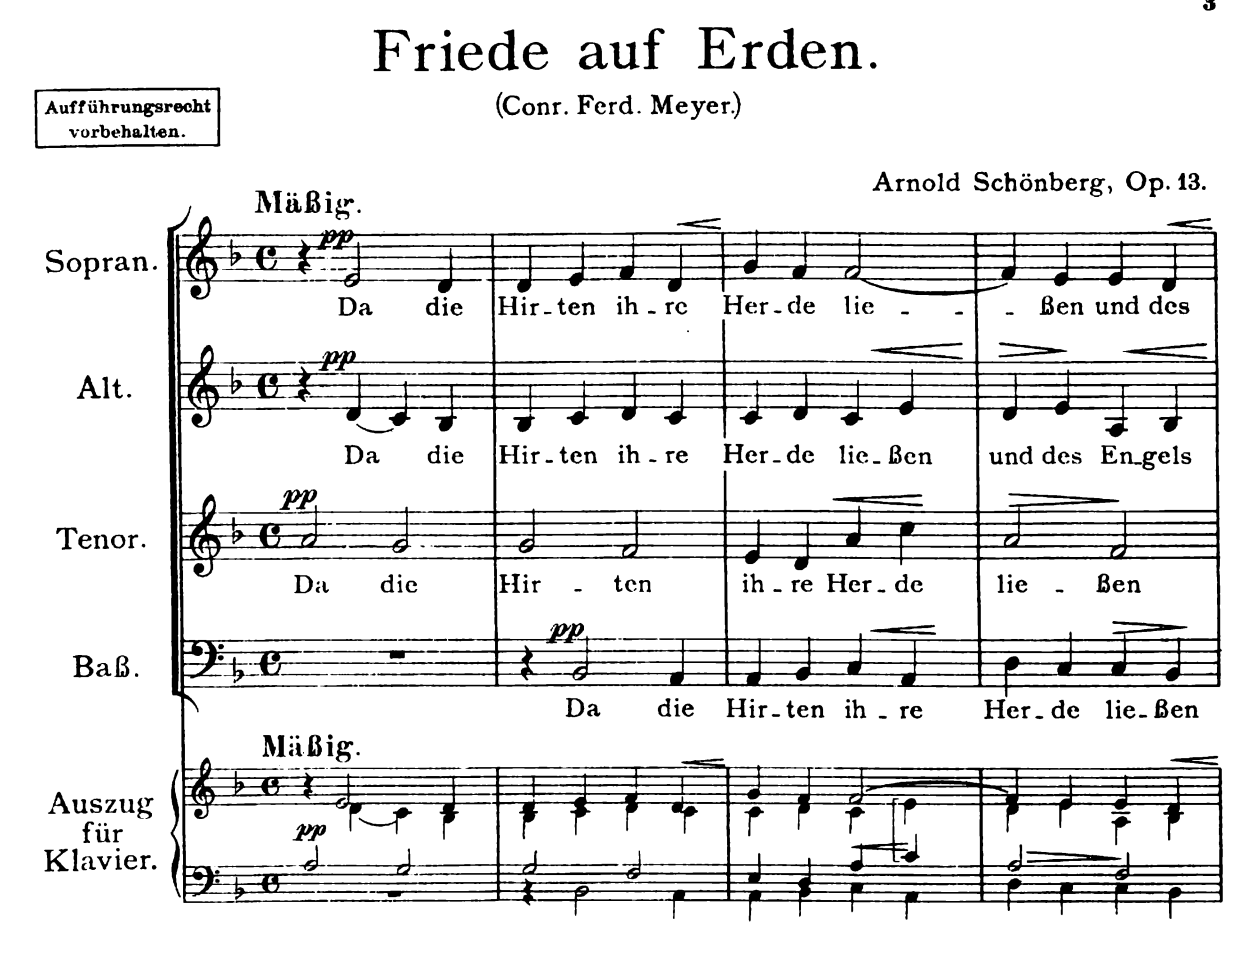 3
Friede auf Erden.
(Conr. Ferd. Meyer.)
Aufführungsrecht
vorbehalten.
Arnold Schönberg, Op. 13.
Mäßig.
pp
Sopran.
Da die Hir-ten ih-re Her-de lie - - - ßen und des
pp
Alt.
Da die Hir-ten ih-re Her-de lie-ßen und des En-gels
pp
Tenor.
Da die Hir - ten ih-re Her-de lie - ßen
pp
Baß.
Da die Hir-ten ih-re Her-de lie-ßen
Mäßig.
Auszug
für
Klavier.
pp